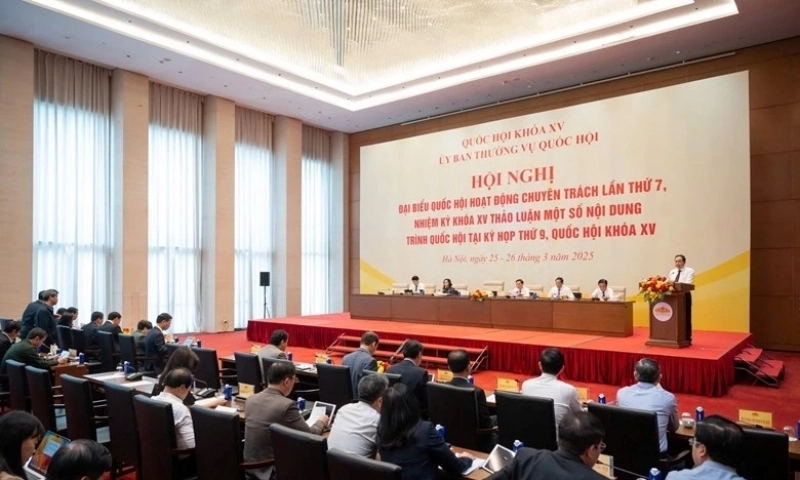 QUỐC HỘI KHÓA XV
ỦY BAN THƯỜNG VỤ QUỐC HỘI
HỘI NGHỊ
ĐẠI BIỂU QUỐC HỘI HOẠT ĐỘNG CHUYÊN TRÁCH LẦN THỨ 7,
NHIỆM KỲ KHÓA XV THẢO LUẬN MỘT SỐ NỘI DUNG
TRÌNH QUỐC HỘI TẠI KỲ HỌP THỨ 9, QUỐC HỘI KHÓA XV
Hà Nội, ngày 25 - 26 tháng 3 năm 2025